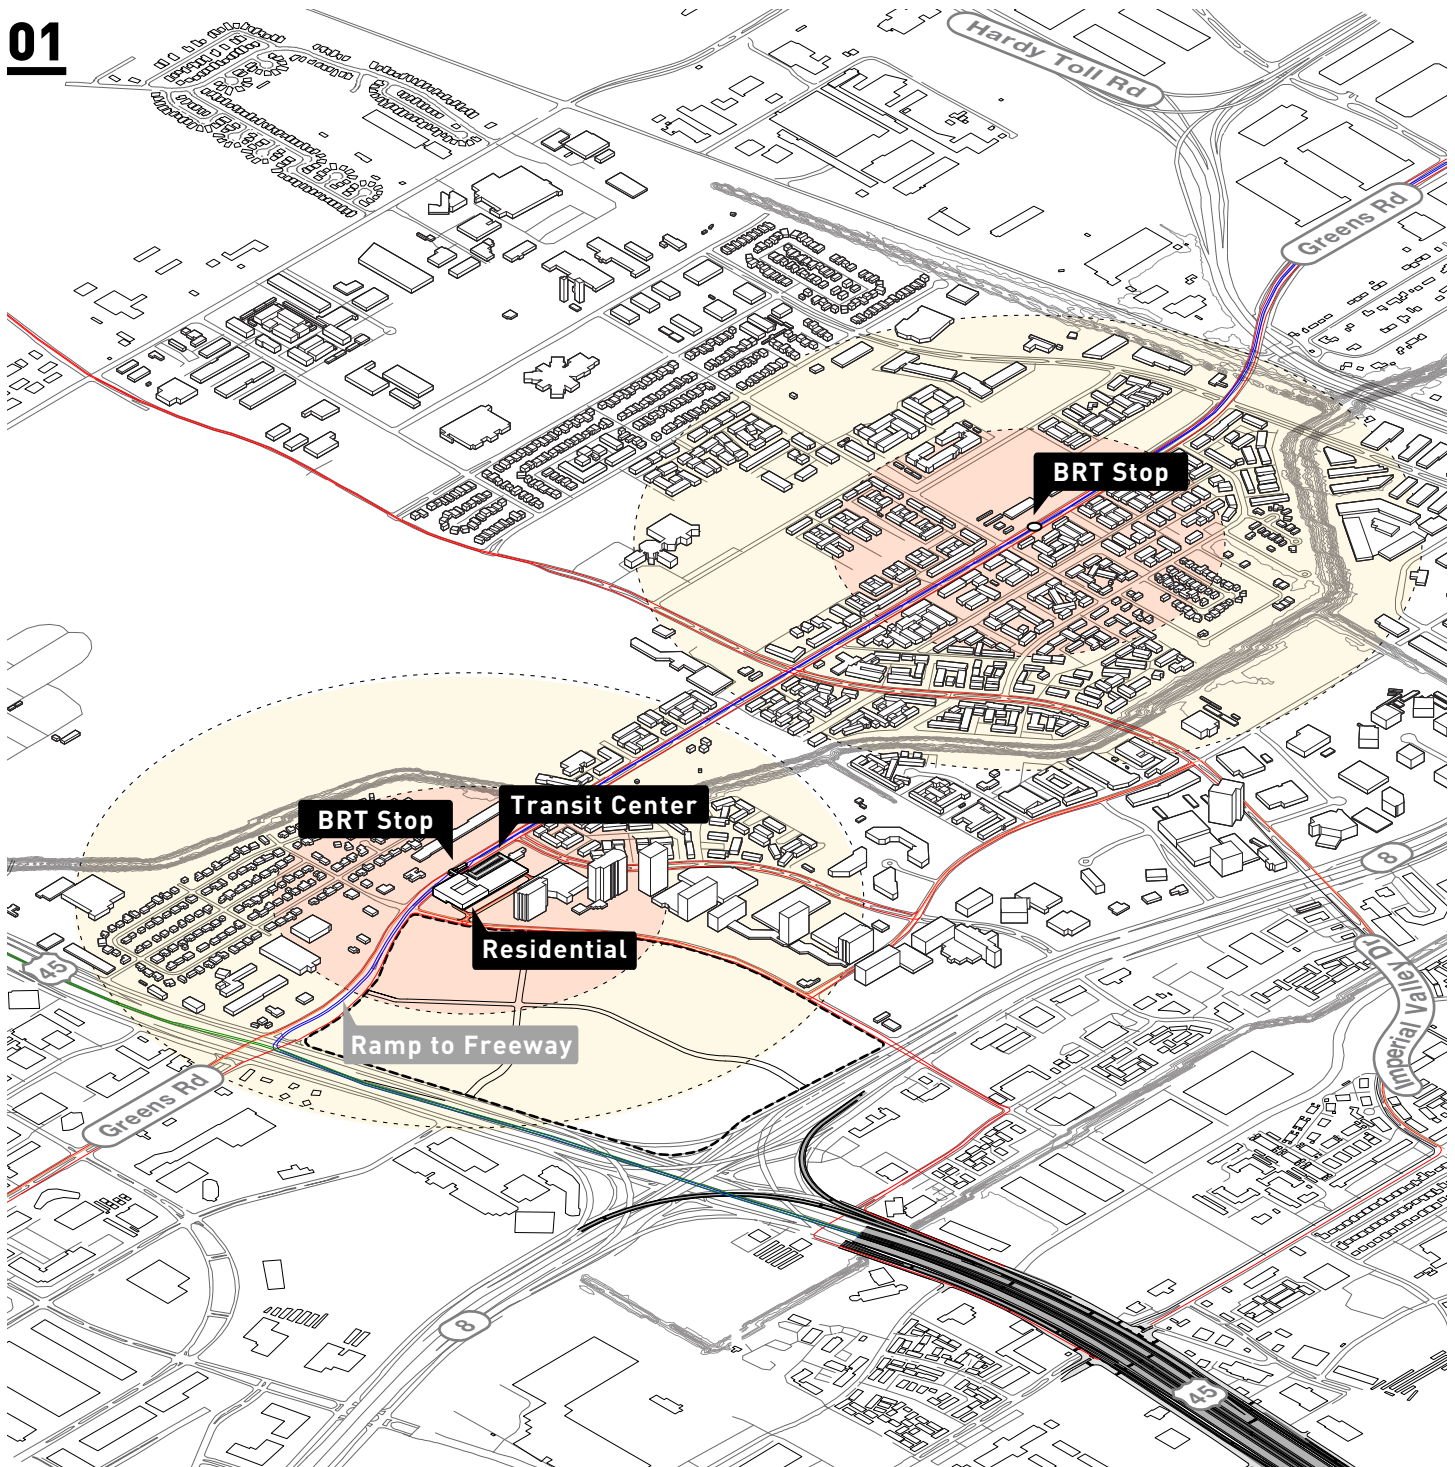 01
Hardy Toll Rd
Greens Rd
BRT Stop
BRT Stop
Transit Center
Residential
8
45
Imperial Valley Dr
Ramp to Freeway
Greens Rd
8
45